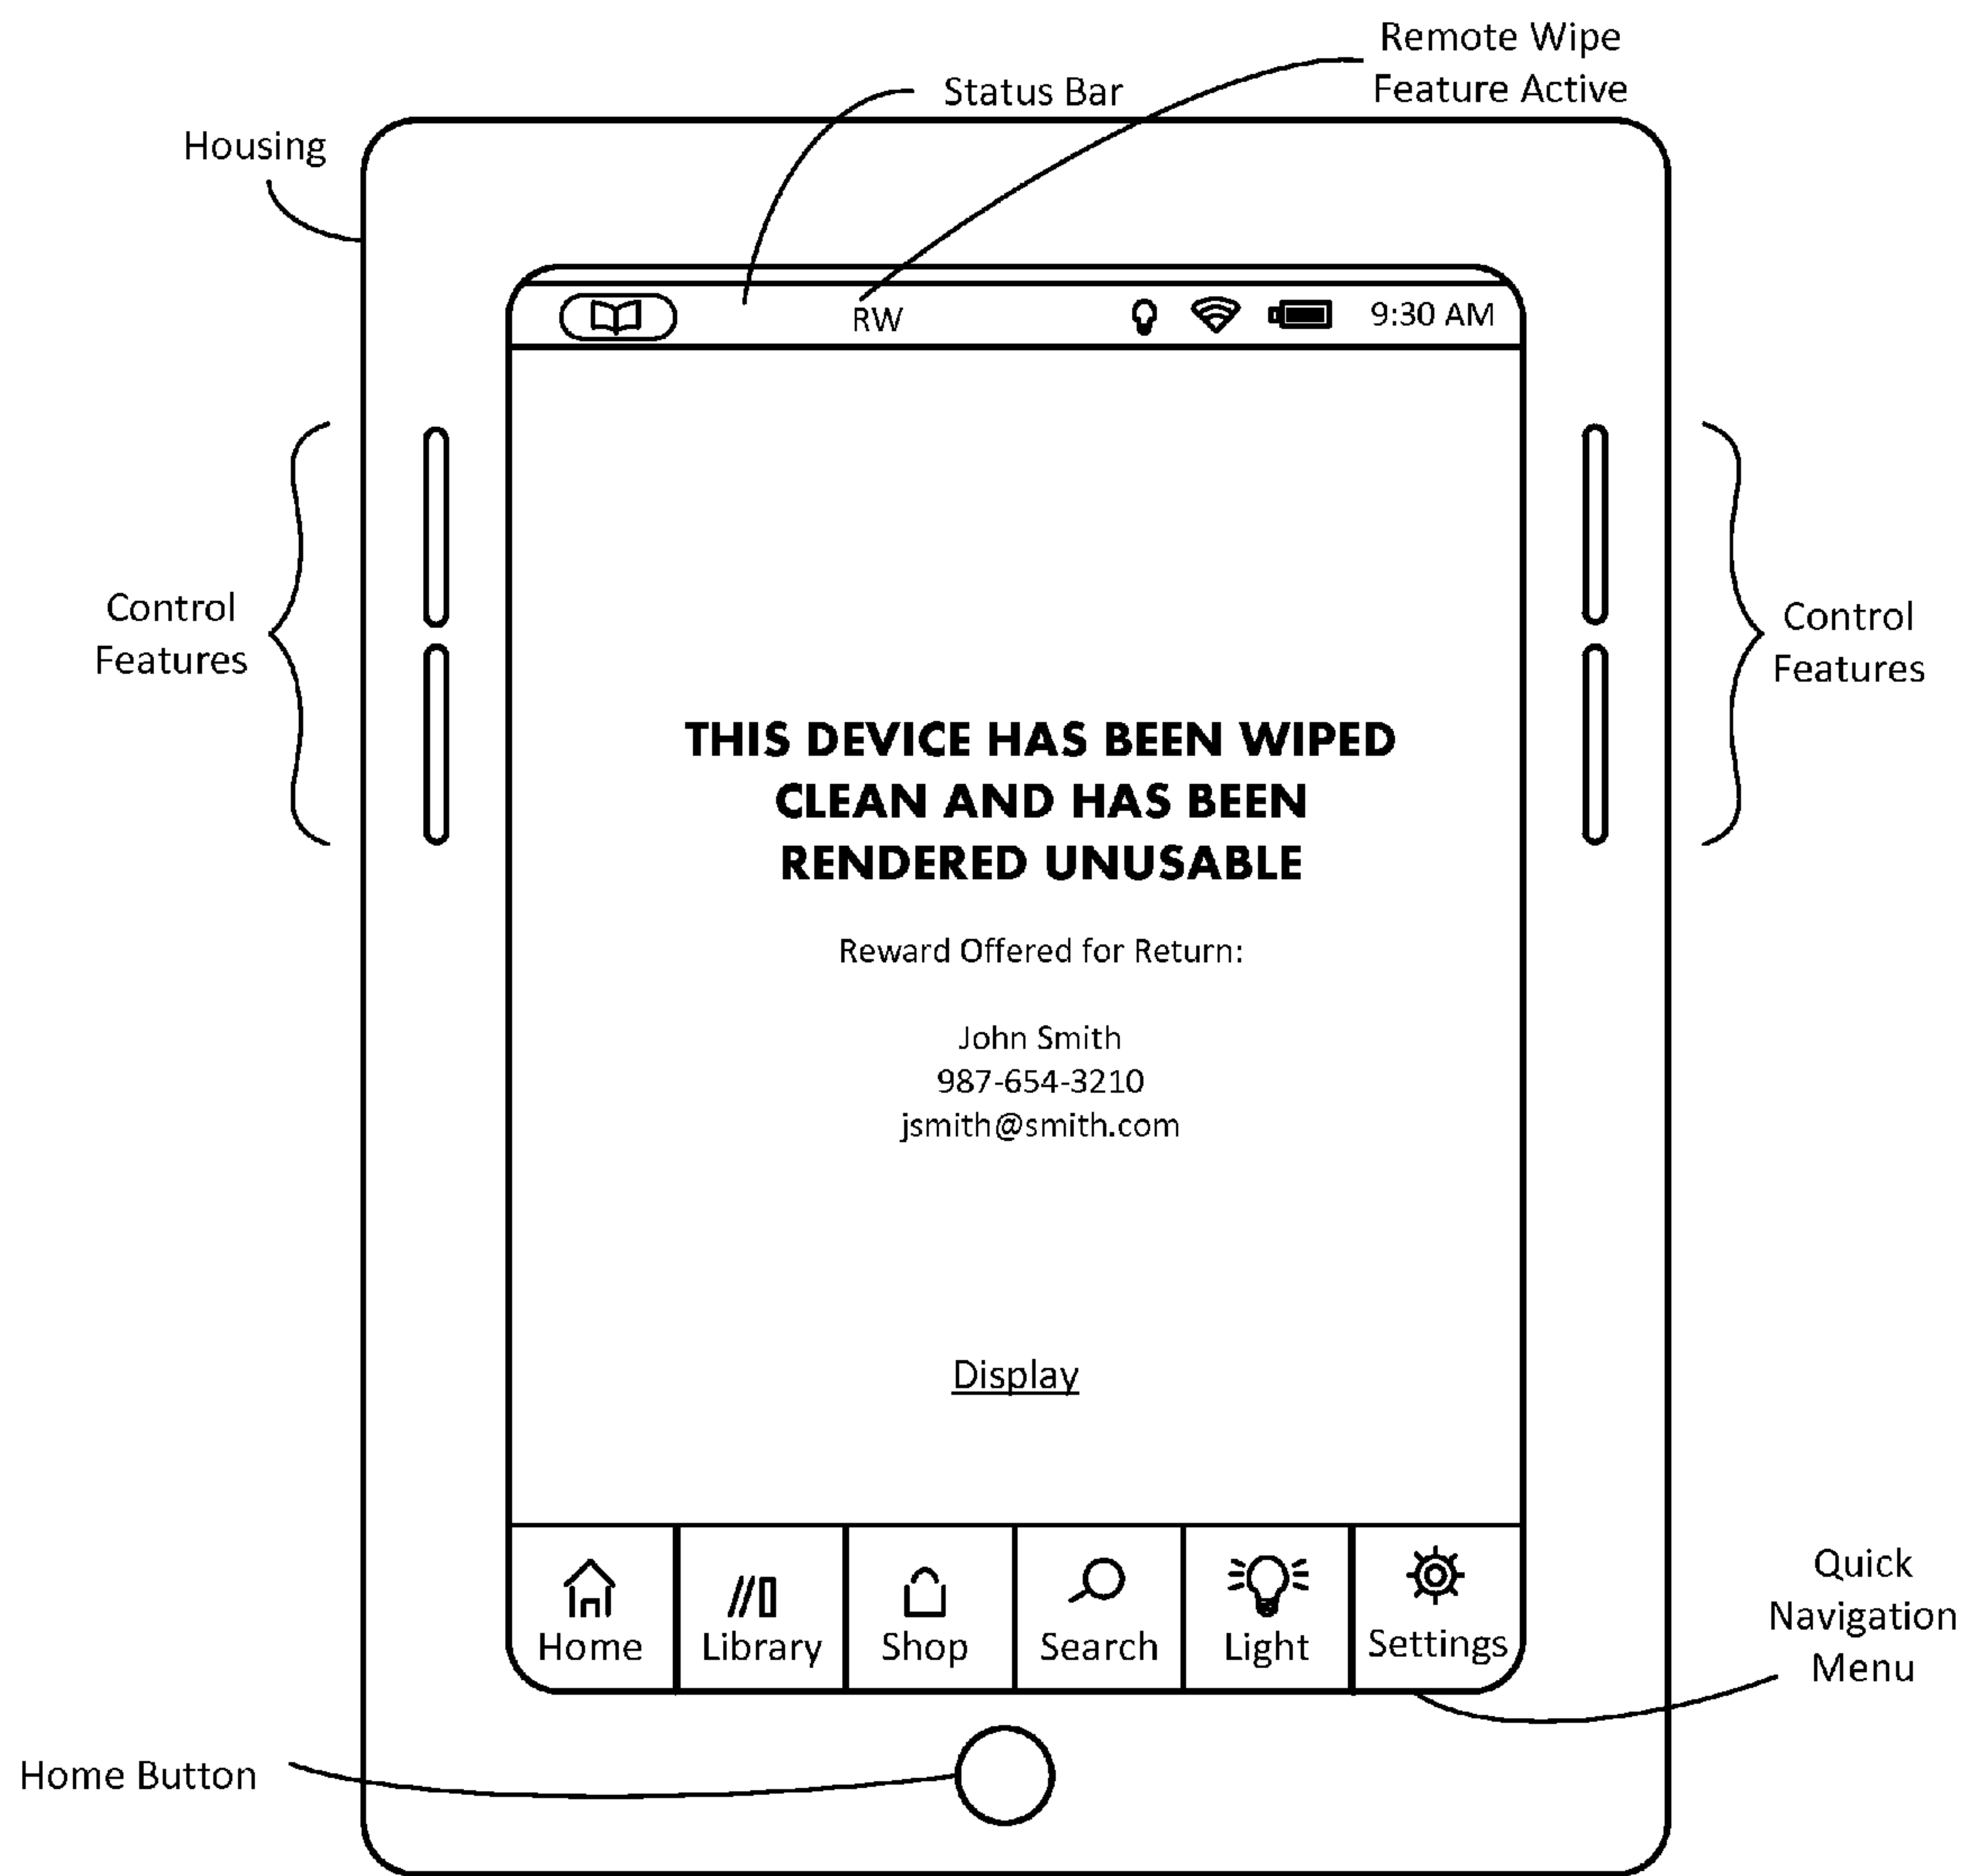 Remote Wipe
Feature Active
Status Bar
Housing
RW
9:30 AM
Control
Features
Control
Features
THIS DEVICE HAS BEEN WIPED
CLEAN AND HAS BEEN
RENDERED UNUSABLE
Reward Offered for Return:
John Smith
987-654-3210
jsmith@smith.com
Display
Home
Library
Shop
Search
Light
Settings
Quick
Navigation
Menu
Home Button